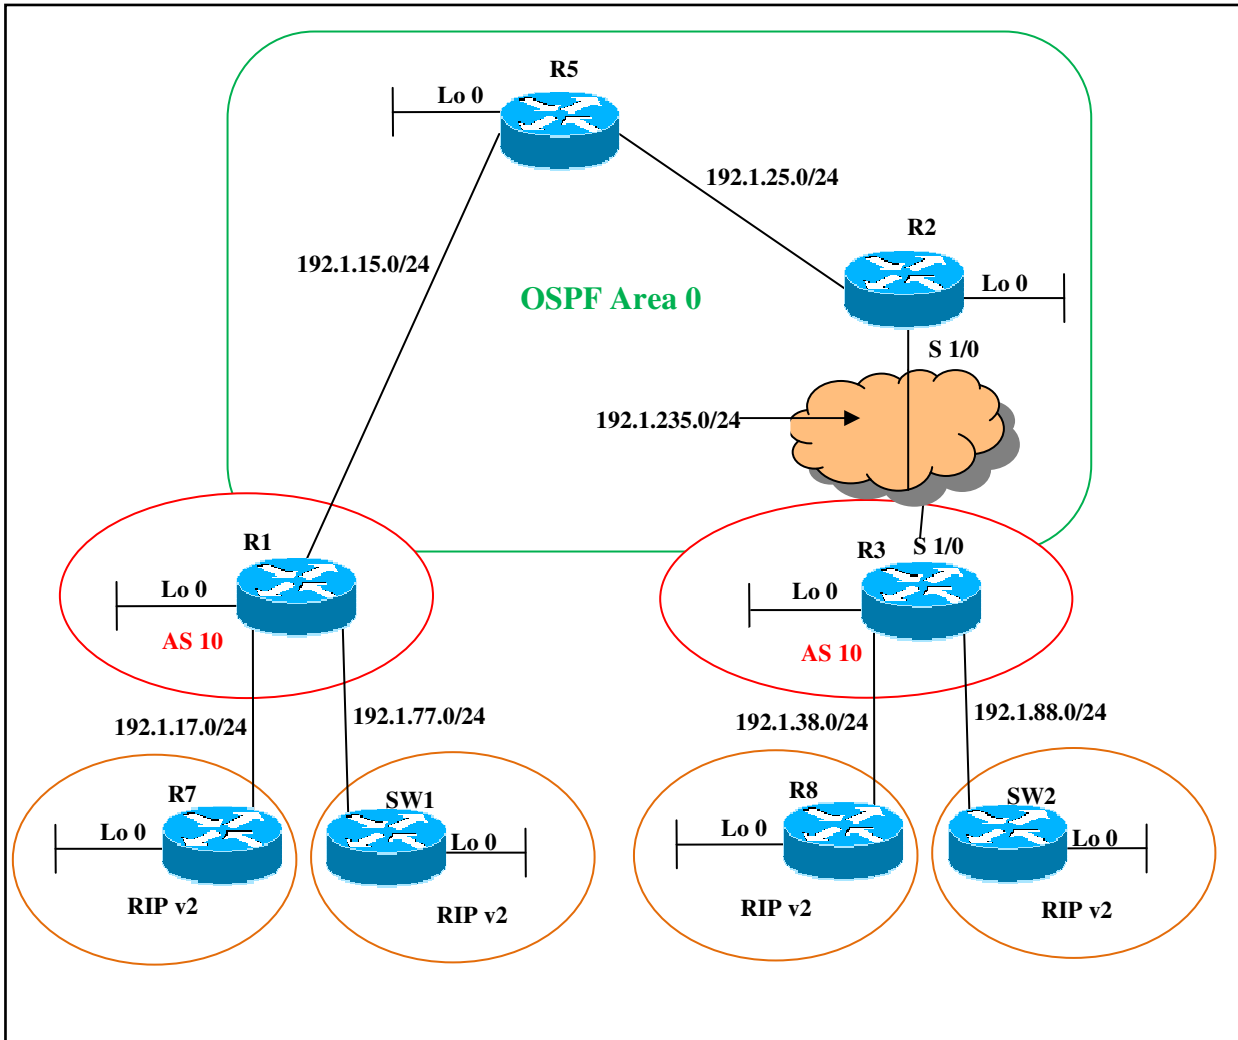 R5
Lo 0
192.1.25.0/24
R2
192.1.15.0/24
Lo 0
OSPF Area 0
S 1/0
192.1.235.0/24
R1
R3
S 1/0
Lo 0
Lo 0
AS 10
AS 10
192.1.17.0/24
192.1.77.0/24
192.1.38.0/24
192.1.88.0/24
R7
SW1
R8
SW2
Lo 0
Lo 0
Lo 0
Lo 0
RIP v2
RIP v2
RIP v2
RIP v2